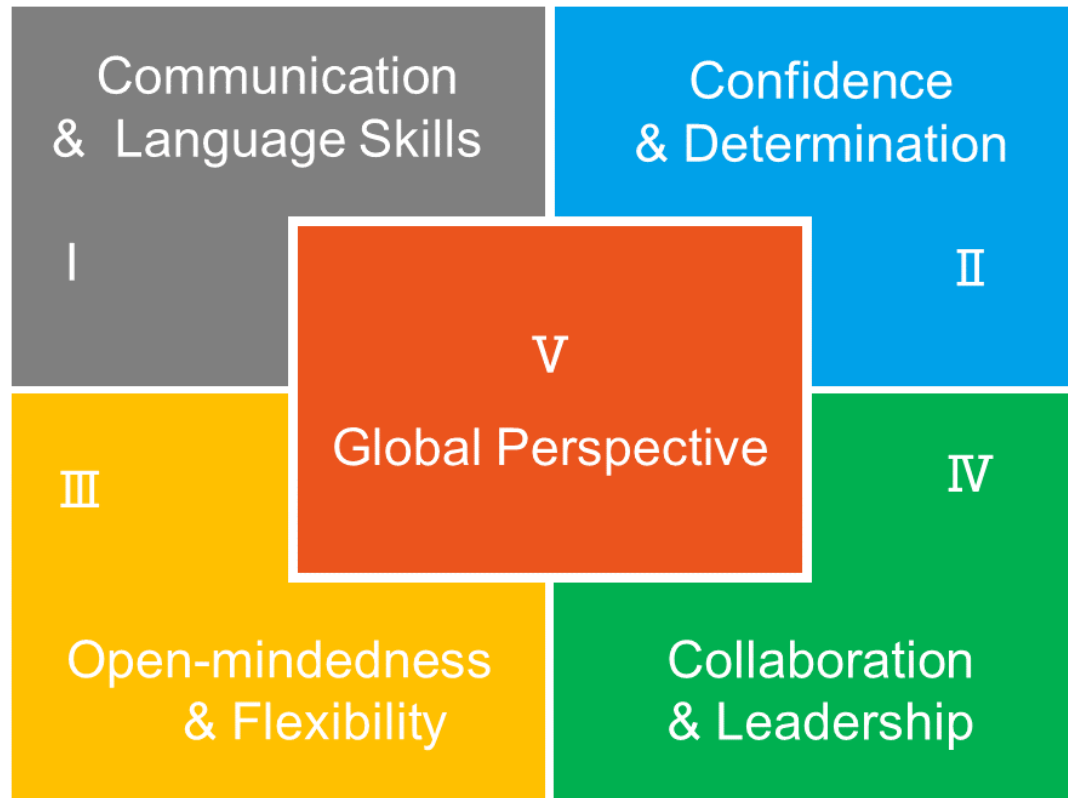 Communication
& Language Skills
Ⅰ
Confidence
& Determination
Ⅱ
Ⅴ
Global Perspective
Ⅲ
Open-mindedness
& Flexibility
Ⅳ
Collaboration
& Leadership